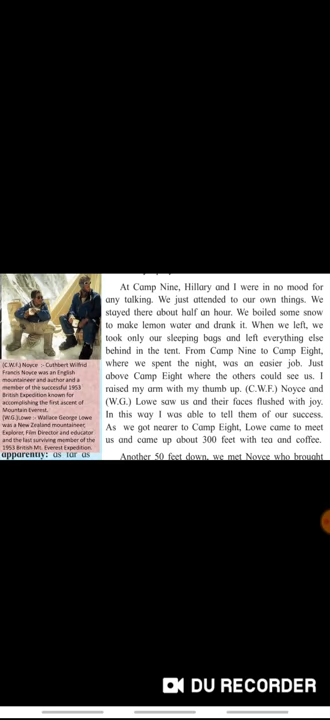 At Camp Nine, Hillary and I were in no mood for
any talking. We just attended to our own things. We
stayed there about half an hour. We boiled some snow
to make lemon water and drank it. When we left, we
took only our sleeping bags and left everything else
behind in the tent. From Camp Nine to Camp Eight,
where we spent the night, was an easier job. Just
above Camp Eight where the others could see us. I
raised my arm with my thumb up. (C.W.F.) Noyce and
(W.G.) Lowe saw us and their faces flushed with joy.
In this way I was able to tell them of our success.
As we got nearer to Camp Eight, Lowe came to meet
us and came up about 300 feet with tea and coffee.
Another 50 feet down, we met Noyce who brought
(C.W.F.) Noyce :- Cuthbert Wilfrid
Francis Noyce was an English
mountaineer and author and a
member of the successful 1953
British Expedition known for
accomplishing the first ascent of
Mountain Everest.
(W.G.)Lowe :- Wallace George Lowe
was a New Zealand mountaineer,
Explorer, Film Director and educator
and the last surviving member of the
1953 British Mt. Everest Expedition.
apparently: as far as
DU RECORDER